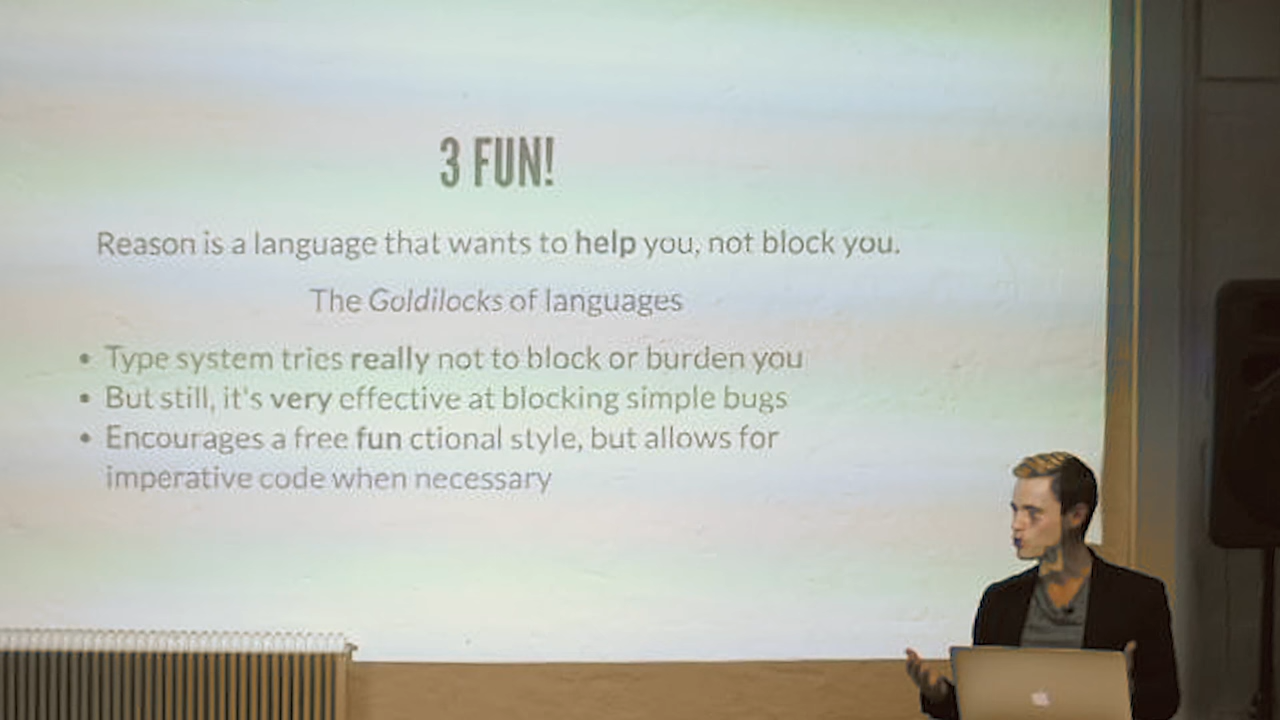 3 FUN!
Reason is a language that wants to help you, not block you.
The Goldilocks of languages
• Type system tries really not to block or burden you
• But still, it's very effective at blocking simple bugs
• Encourages a free fun ctional style, but allows for
imperative code when necessary